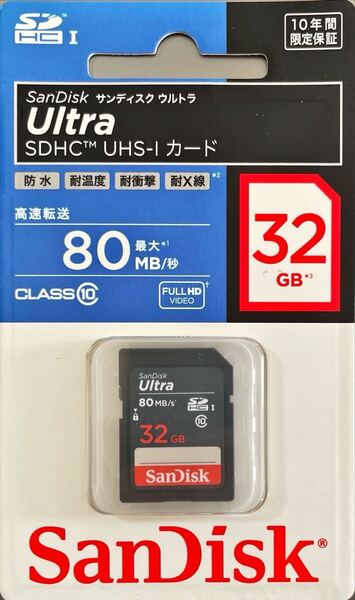 SD HC I
10年間
限定保証
SanDisk サンディスク ウルトラ
Ultra
SDHC™ UHS-I カード
防水 耐温度 耐衝撃 耐X線*2
高速転送
80 最大*1 MB/秒
32
GB*3
CLASS10
FULL HD†
VIDEO
SanDisk
Ultra
80 MB/s*
SD HC I
10
32 GB
SanDisk
SanDisk®